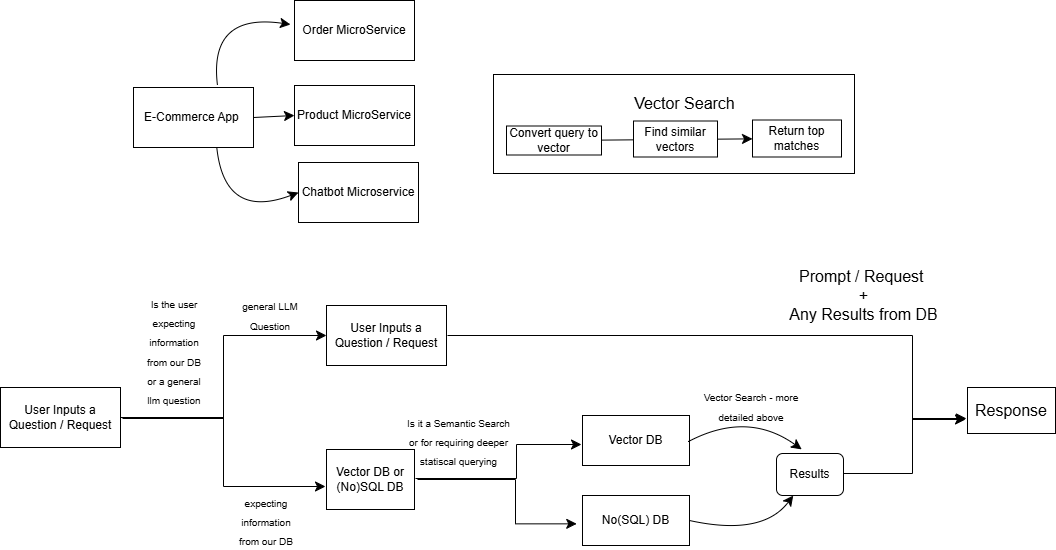 Order MicroService
E-Commerce App
Product MicroService
Chatbot Microservice
Vector Search
Convert query to
vector
Find similar
vectors
Return top
matches
Prompt / Request
+
Any Results from DB
Is the user
expecting
information
from our DB
or a general
llm question
general LLM
Question
User Inputs a
Question / Request
User Inputs a
Question / Request
Response
Is it a Semantic Search
or for requiring deeper
statiscal querying
Vector DB or
(No)SQL DB
expecting
information
from our DB
Vector DB
Vector Search - more
detailed above
Results
No(SQL) DB